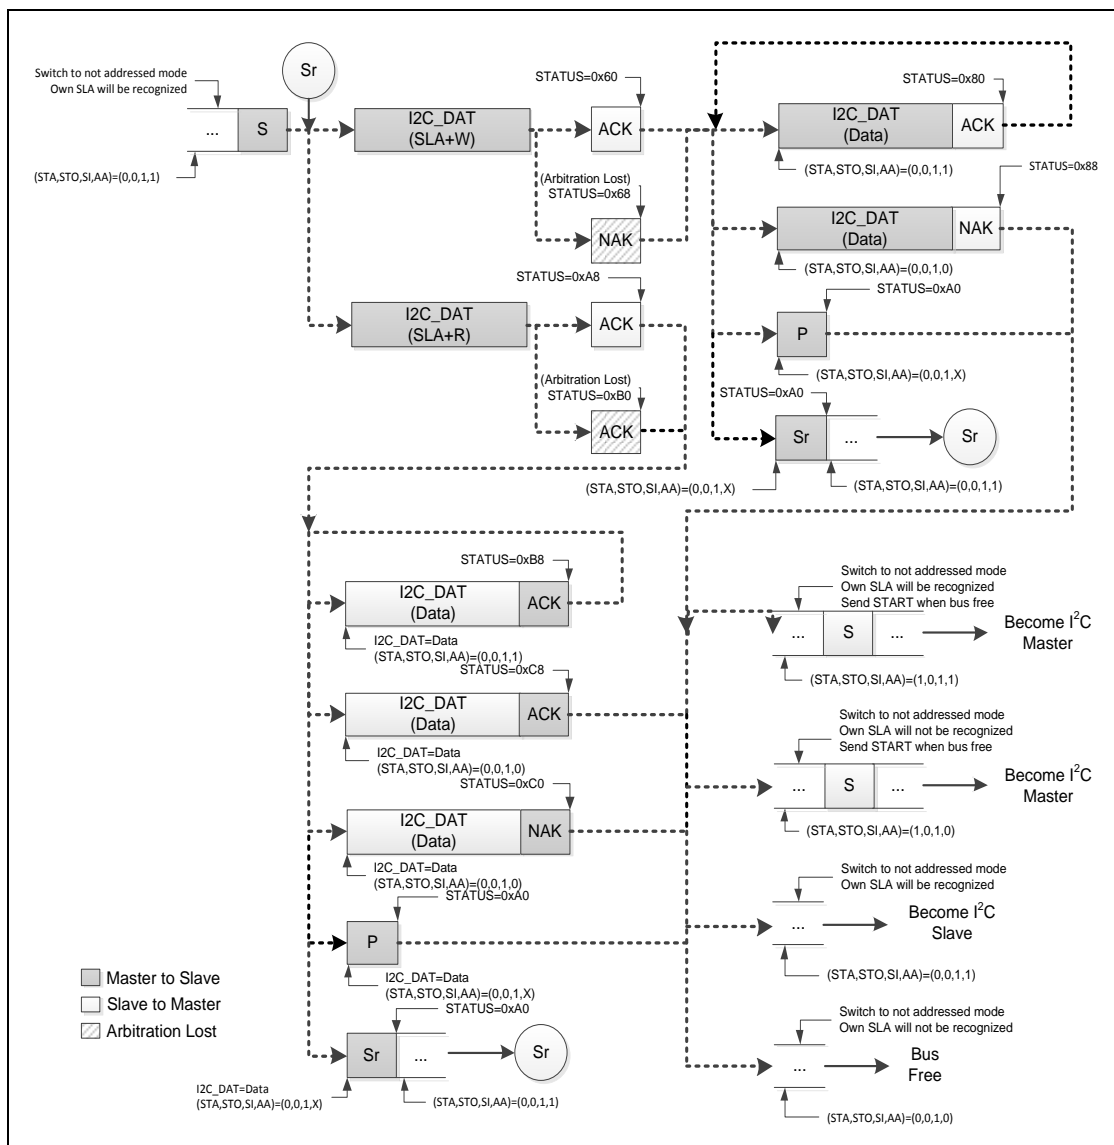 Switch to not addressed mode
Own SLA will be recognized
...
S
(STA,STO,SI,AA)=(0,0,1,1)
Sr
I2C_DAT
(SLA+W)
STATUS=0x60
ACK
(Arbitration Lost)
STATUS=0x68
NAK
I2C_DAT
(SLA+R)
STATUS=0xA8
ACK
(Arbitration Lost)
STATUS=0xB0
ACK
STATUS=0x80
I2C_DAT
(Data)
ACK
(STA,STO,SI,AA)=(0,0,1,1)
STATUS=0x88
I2C_DAT
(Data)
NAK
(STA,STO,SI,AA)=(0,0,1,0)
STATUS=0xA0
P
(STA,STO,SI,AA)=(0,0,1,X)
STATUS=0xA0
Sr
...
Sr
(STA,STO,SI,AA)=(0,0,1,X)
(STA,STO,SI,AA)=(0,0,1,1)
STATUS=0xB8
I2C_DAT
(Data)
ACK
I2C_DAT=Data
(STA,STO,SI,AA)=(0,0,1,1)
STATUS=0xC8
I2C_DAT
(Data)
ACK
I2C_DAT=Data
(STA,STO,SI,AA)=(0,0,1,0)
STATUS=0xC0
I2C_DAT
(Data)
NAK
I2C_DAT=Data
(STA,STO,SI,AA)=(0,0,1,0)
STATUS=0xA0
P
I2C_DAT=Data
(STA,STO,SI,AA)=(0,0,1,X)
STATUS=0xA0
Sr
...
Sr
I2C_DAT=Data
(STA,STO,SI,AA)=(0,0,1,X)
(STA,STO,SI,AA)=(0,0,1,1)
Switch to not addressed mode
Own SLA will be recognized
Send START when bus free
...
S
...
Become I²C
Master
(STA,STO,SI,AA)=(1,0,1,1)
Switch to not addressed mode
Own SLA will not be recognized
Send START when bus free
...
S
...
Become I²C
Master
(STA,STO,SI,AA)=(1,0,1,0)
Switch to not addressed mode
Own SLA will be recognized
...
Become I²C
Slave
(STA,STO,SI,AA)=(0,0,1,1)
Switch to not addressed mode
Own SLA will not be recognized
...
Bus
Free
(STA,STO,SI,AA)=(0,0,1,0)
Master to Slave
Slave to Master
Arbitration Lost